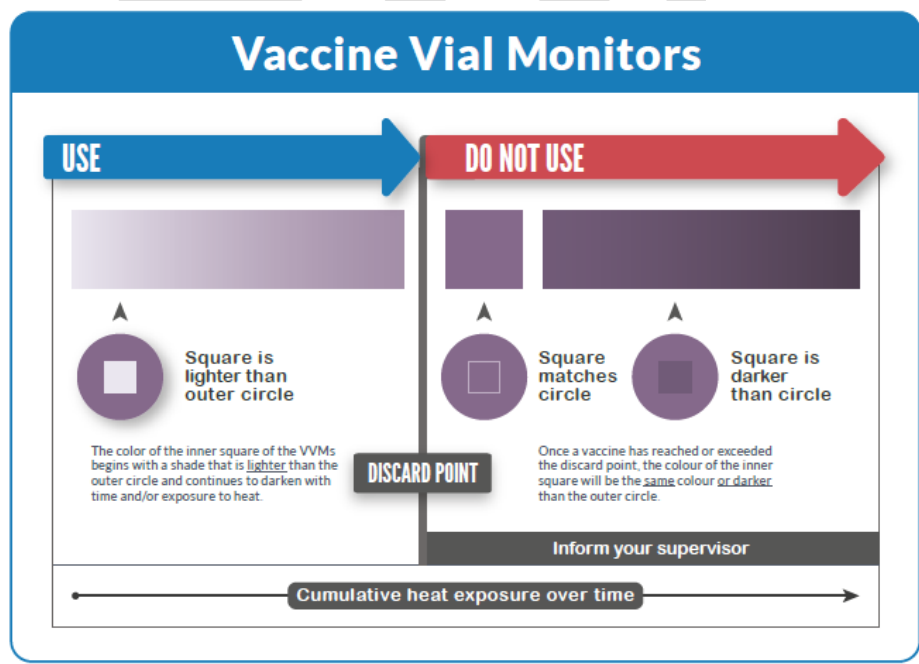 Vaccine Vial Monitors
USE
DO NOT USE
Square is
lighter than
outer circle
Square
matches
circle
Square is
darker
than circle
The color of the inner square of the VVMs
begins with a shade that is lighter than the
outer circle and continues to darken with
time and/or exposure to heat.
DISCARD POINT
Once a vaccine has reached or exceeded
the discard point, the colour of the inner
square will be the same colour or darker
than the outer circle.
Inform your supervisor
Cumulative heat exposure over time